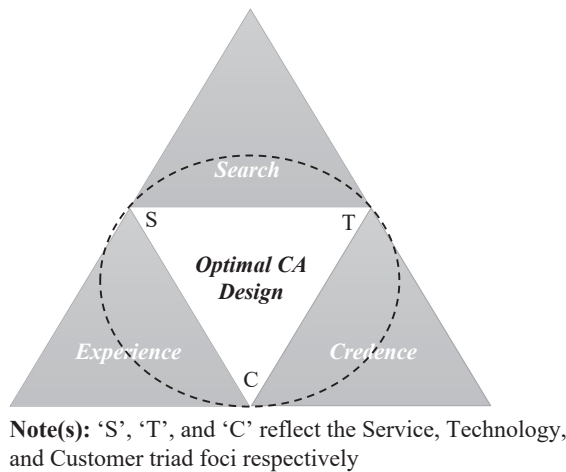 Search
S
T
Optimal CA
Design
Experience
Credence
C
Note(s): ‘S’, ‘T’, and ‘C’ reflect the Service, Technology,
and Customer triad foci respectively